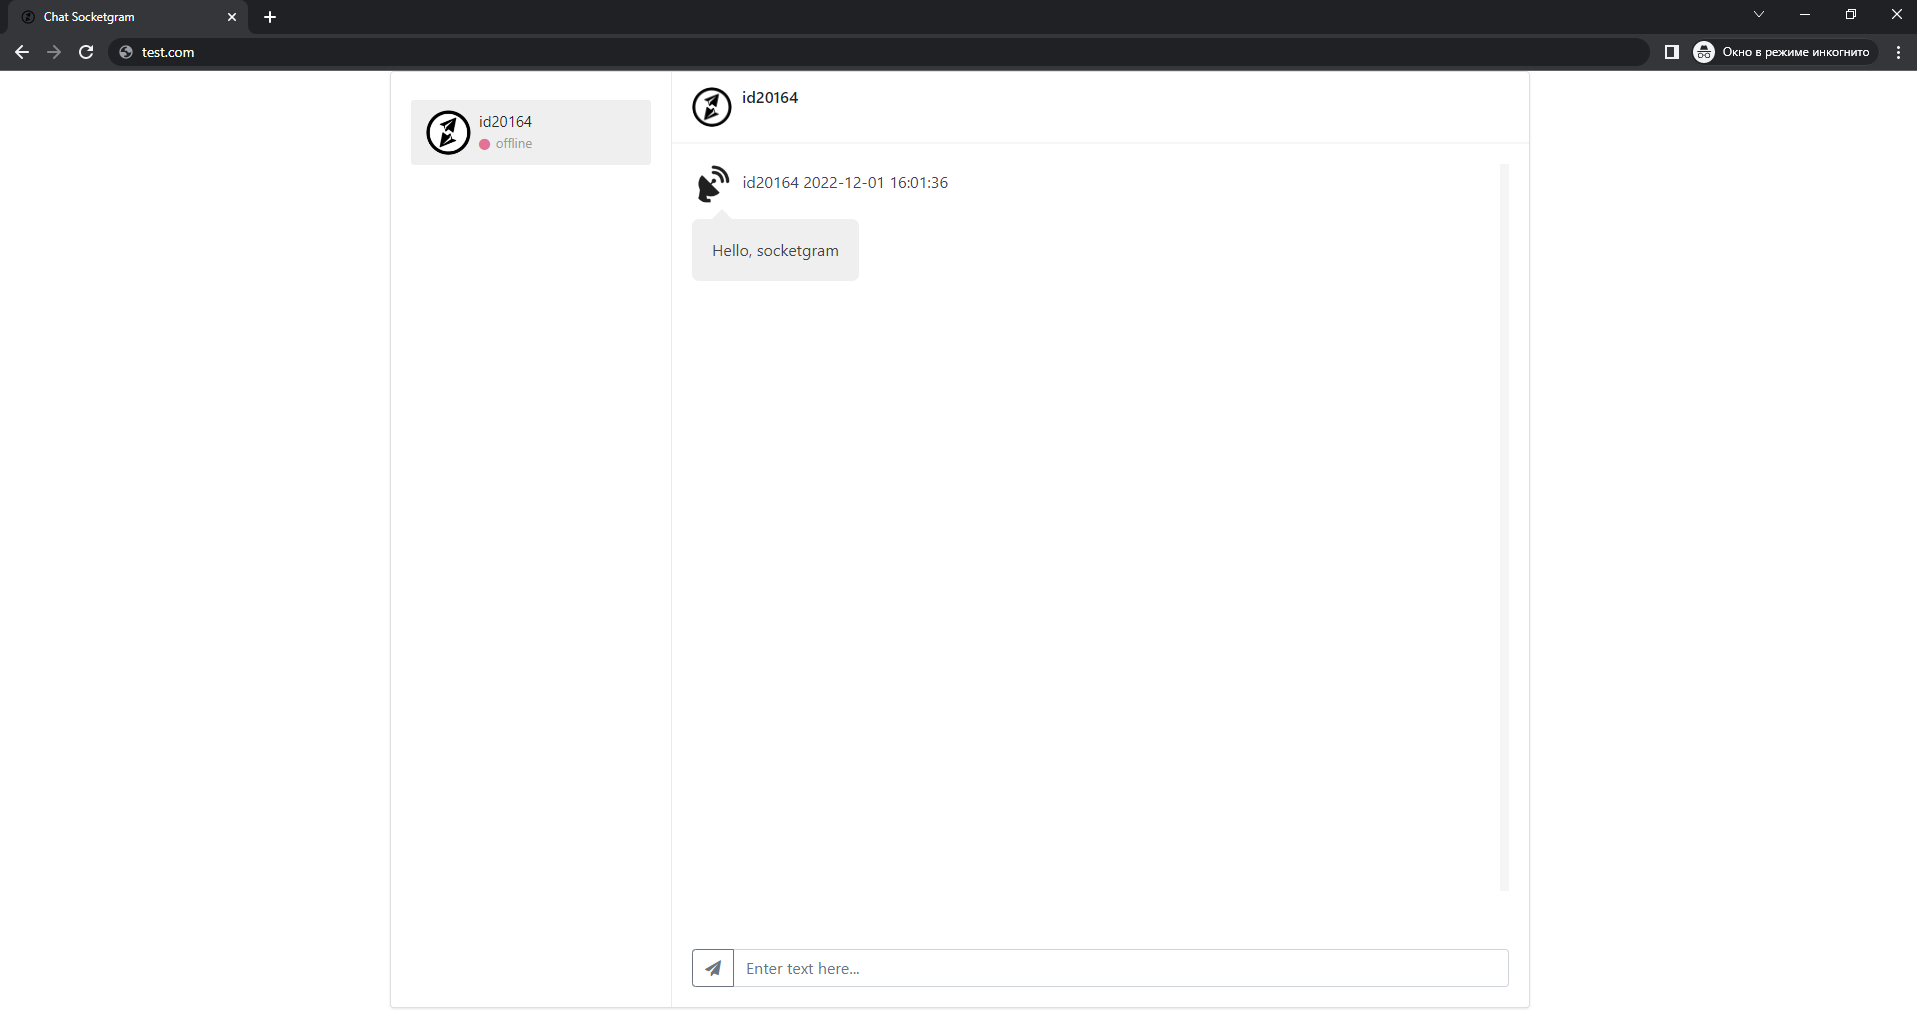 Chat Socketgram
test.com
Окно в режиме инкогнито
id20164
offline
id20164
id20164 2022-12-01 16:01:36
Hello, socketgram
Enter text here...